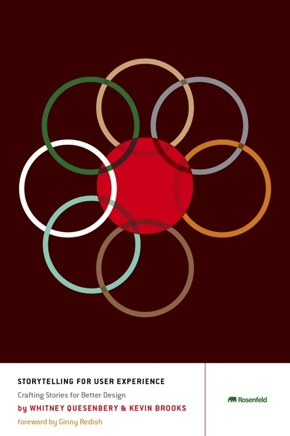 STORYTELLING FOR USER EXPERIENCE
Crafting Stories for Better Design
by WHITNEY QUESENBERY & KEVIN BROOKS
foreword by Ginny Redish
Rosenfeld